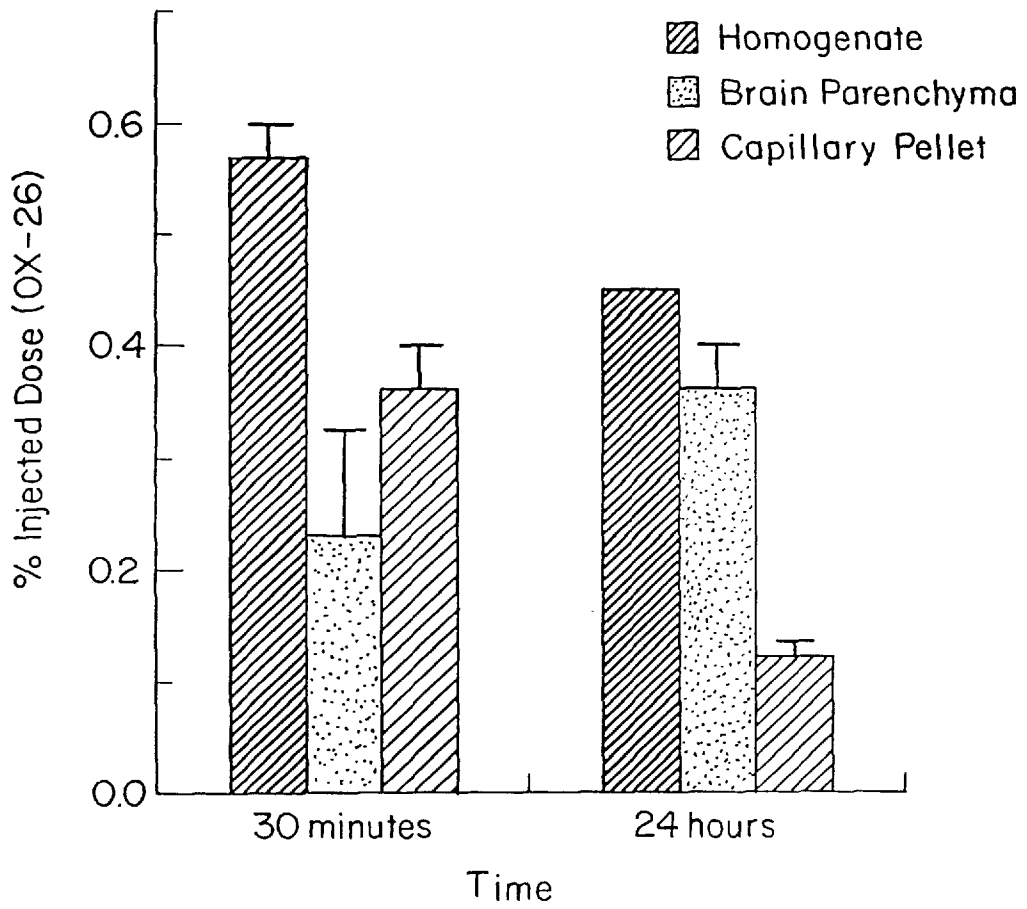 Homogenate
Brain Parenchyma
Capillary Pellet
% Injected Dose (OX-26)
0.6
0.4
0.2
0.0
30 minutes
24 hours
Time